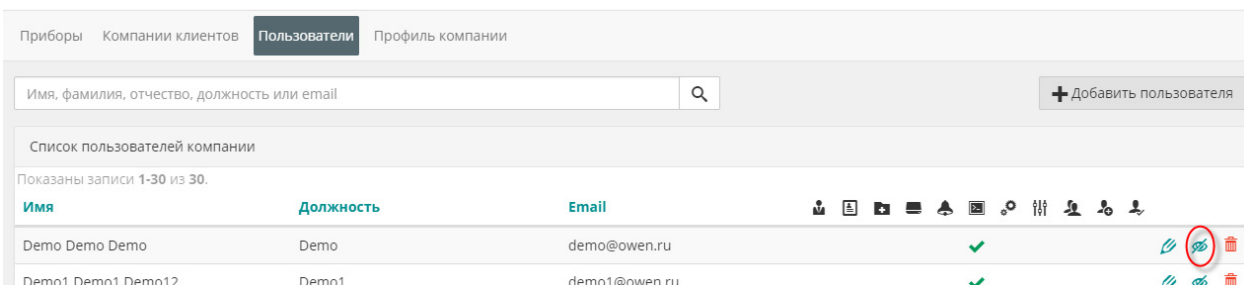 Приборы Компании клиентов Пользователи Профиль компании
Имя, фамилия, отчество, должность или email
Добавить пользователя
Список пользователей компании
Показаны записи 1-30 из 30.
Имя Должность Email
Demo Demo Demo Demo demo@owen.ru
Demo1 Demo1 Demo12 Demo1 demo1@owen.ru